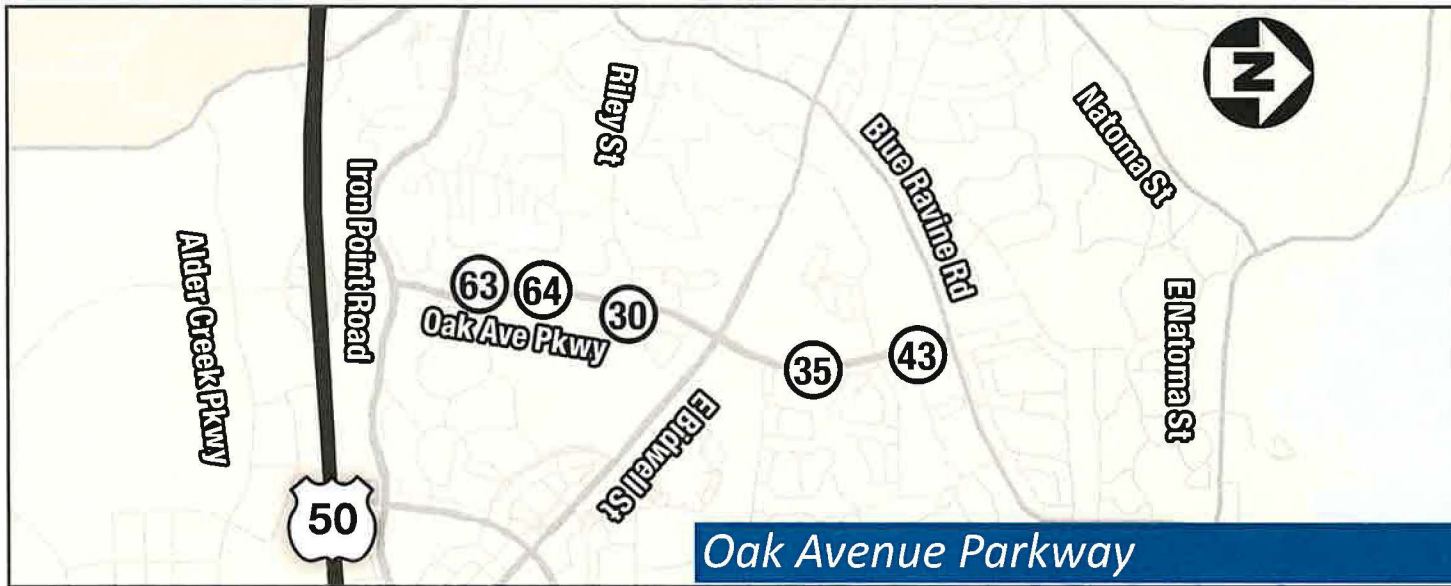 N
Riley St
Natoma St
Blue Ravine Rd
Iron Point Road
Alder Creek Pkwy
63
64
30
Oak Ave Pkwy
35
43
E Natoma St
E Bidwell St
50
Oak Avenue Parkway